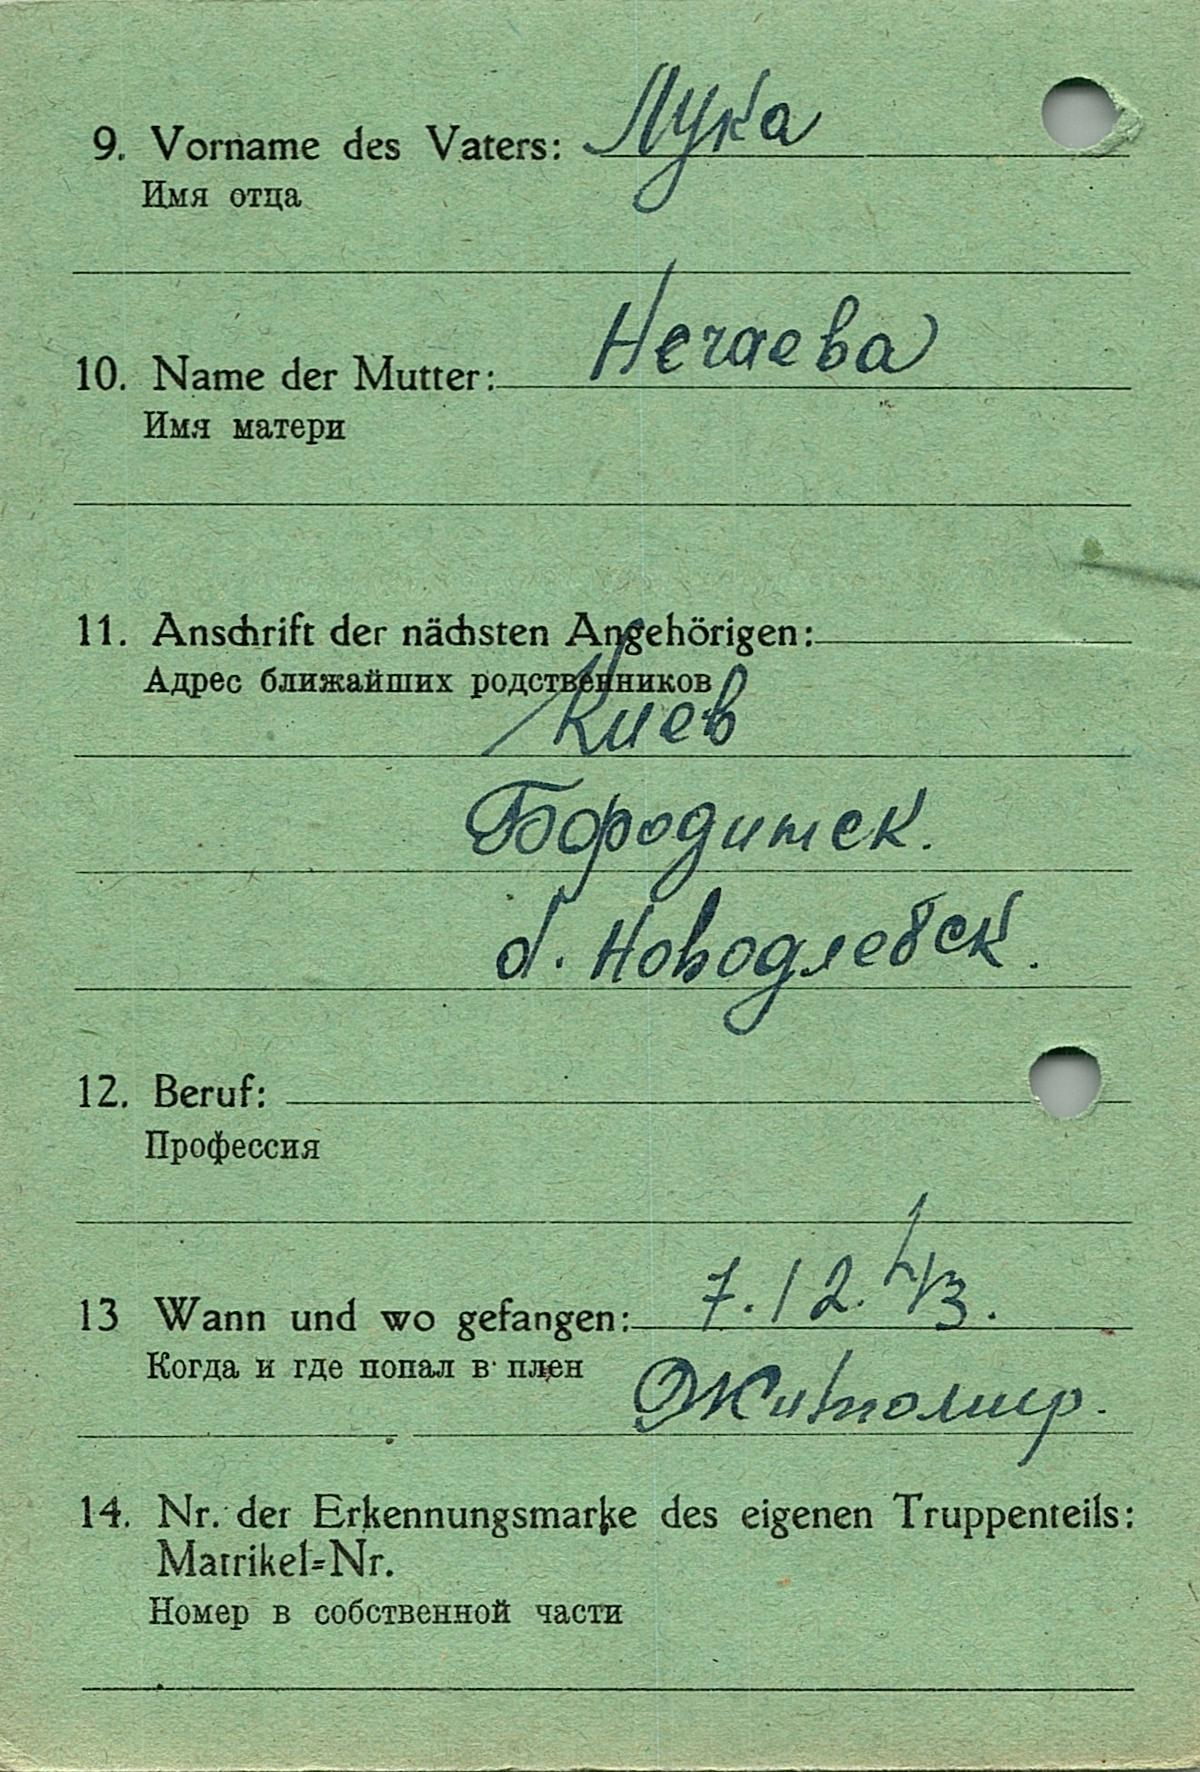 9. Vorname des Vaters: Лука
Имя отца
10. Name der Mutter: Нечаева
Имя матери
11. Anschrift der nächsten Angehörigen:
Адрес ближайших родственников
Киев
Бородитск.
д. Новодлебск.
12. Beruf:
Профессия
13 Wann und wo gefangen: 7.12.43.
Когда и где попал в плен
Житомир.
14. Nr. der Erkennungsmarke des eigenen Truppenteils:
Matrikel=Nr.
Номер в собственной части